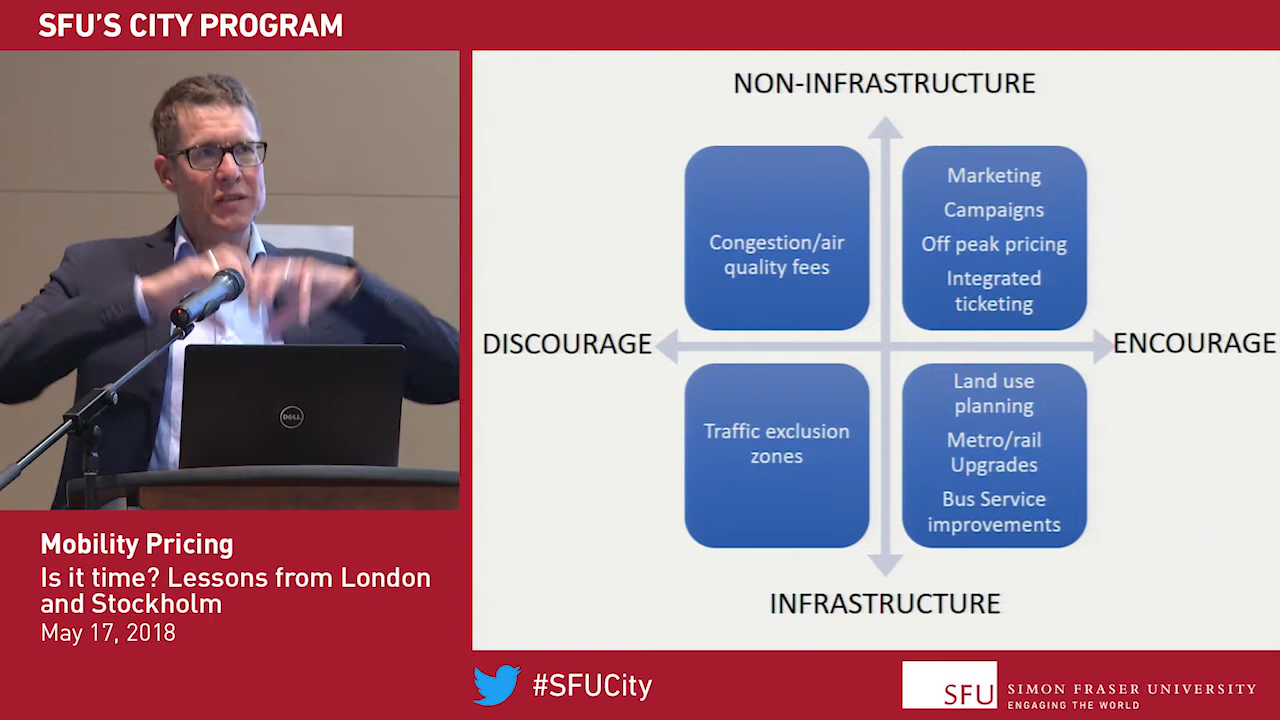 SFU'S CITY PROGRAM
NON-INFRASTRUCTURE
Congestion/air
quality fees
Marketing
Campaigns
Off peak pricing
Integrated
ticketing
DISCOURAGE
ENCOURAGE
Traffic exclusion
zones
Land use
planning
Metro/rail
Upgrades
Bus Service
improvements
INFRASTRUCTURE
DELL
Mobility Pricing
Is it time? Lessons from London
and Stockholm
May 17, 2018
#SFUCity
SFU
SIMON FRASER UNIVERSITY
ENGAGING THE WORLD